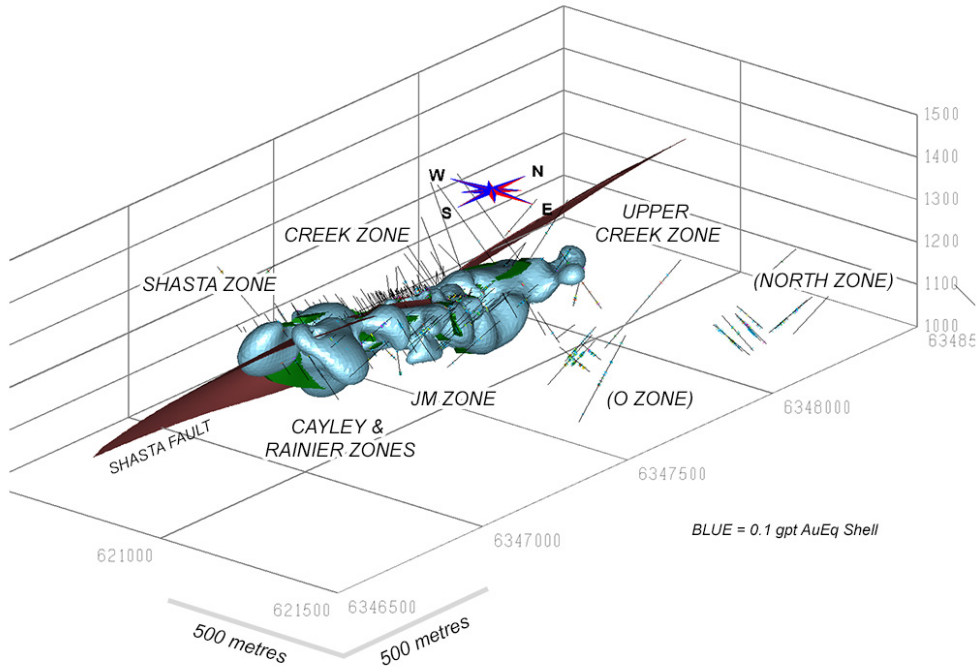 1500
1400
1300
1200
1100
1000
W
N
S
E
UPPER
CREEK ZONE
CREEK ZONE
SHASTA ZONE
(NORTH ZONE)
63485
6348000
JM ZONE
(O ZONE)
CAYLEY &
RAINIER ZONES
SHASTA FAULT
6347500
BLUE = 0.1 gpt AuEq Shell
6347000
621000
621500
6346500
500 metres
500 metres